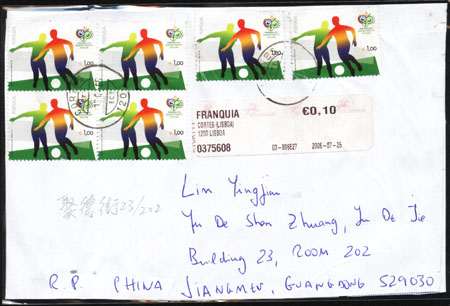 1,00
1,00
1,00
1,00
1,00
1,00
FRANQUIA
CORTES (LISBOA)
1200 LISBOA
0375608
€0,10
2006-07-25
Lin Yingjian
Yu De Shan Zhuang, Ju De Jie
Building 23, ROOM 202
聚德街23/202
P.R. CHINA JIANGMEN, GUANGDONG 529030